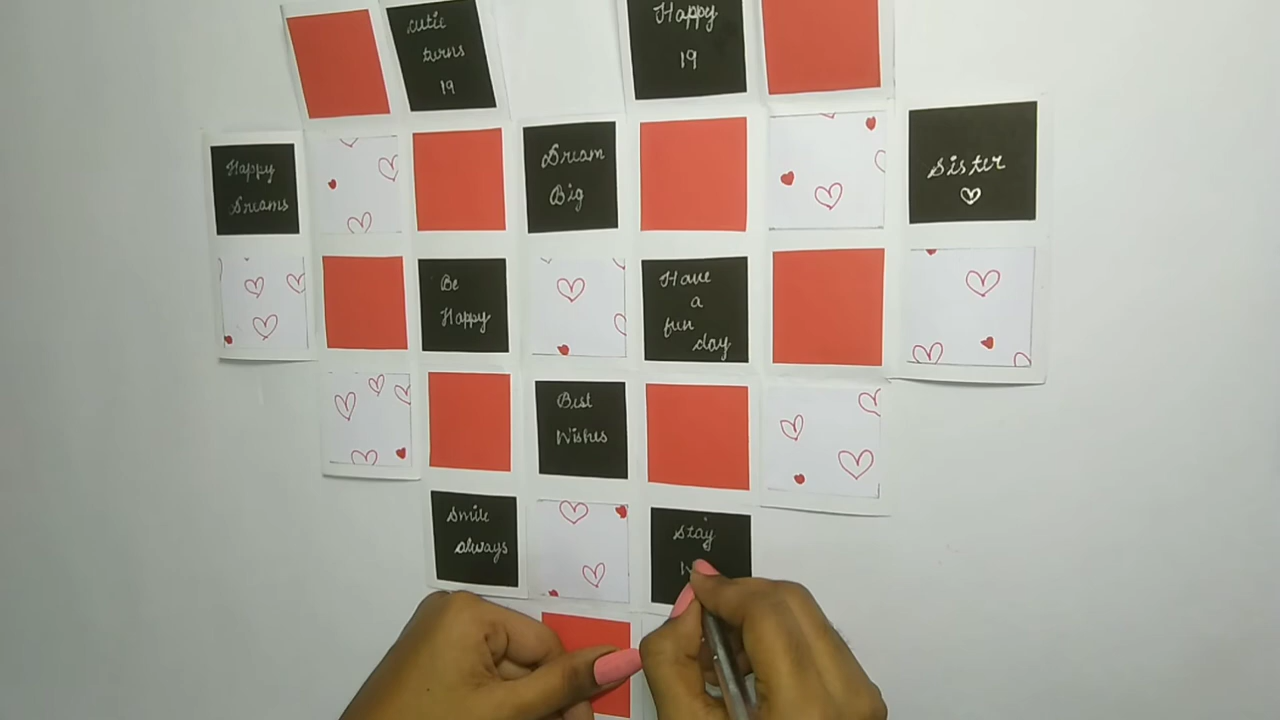 cutie
turns
19
Happy
19
Happy
Dreams
Dream
Big
Sister
Be
Happy
Have
a
fun
day
Best
Wishes
Smile
always
Stay